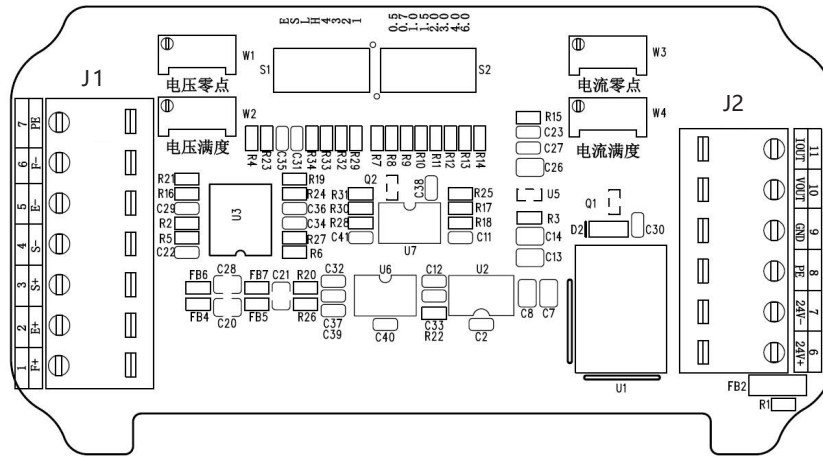 E S L H 4 3 2 1
0.5 0.7 1.0 1.5 2.0 3.0 4.0 6.0
W1
S1
S2
W3
电压零点
电流零点
J1
W2
W4
J2
电压满度
电流满度
R4 R23 C35 C31 R34 R33 R32 R29
R7 R8 R9 R10 R11 R12 R13 R14
R15
C23
C27
C26
7 PE
6 F-
5 E-
4 S-
3 S+
2 E+
1 F+
R21
R16
C29
R2
R5
C22
U3
R19
R24
C36
C34
R27
R6
Q2
C38
R31
R30
R28
C41
U7
R25
R17
R18
C11
U5
R3
C14
C13
Q1
D2
C30
IOUT 11
VOUT 10
GND 9
PE 8
24V- 7
24V+ 6
FB6 C28 FB7 C21 R20 C32
FB4 C20 FB5 R26 C37
C39
U6
C40
C12
C33
R22
U2
C2
C8 C7
U1
FB2
R1